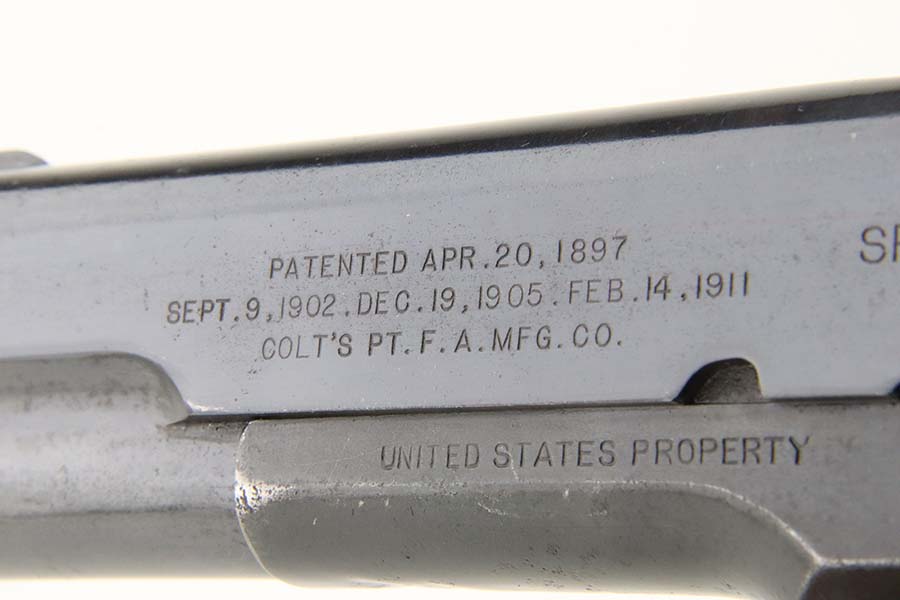 PATENTED APR.20,1897
SEPT.9,1902.DEC.19,1905.FEB.14,1911
COLT'S PT.F.A.MFG.CO.
UNITED STATES PROPERTY